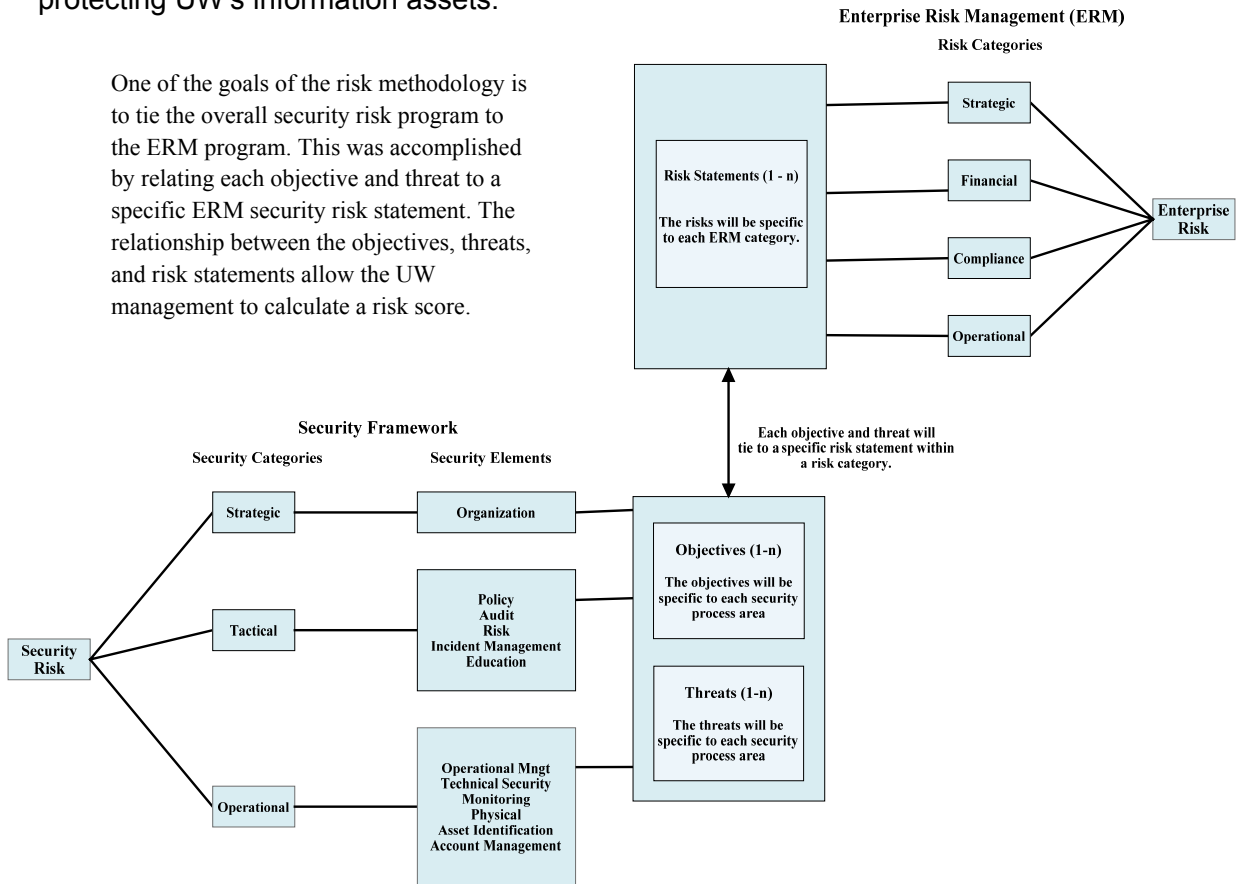 protecting UW's information assets.
One of the goals of the risk methodology is
to tie the overall security risk program to
the ERM program. This was accomplished
by relating each objective and threat to a
specific ERM security risk statement. The
relationship between the objectives, threats,
and risk statements allow the UW
management to calculate a risk score.
Enterprise Risk Management (ERM)
Risk Categories
Risk Statements (1 - n)
The risks will be specific
to each ERM category.
Strategic
Financial
Compliance
Operational
Enterprise
Risk
Each objective and threat will
tie to a specific risk statement within
a risk category.
Security Framework
Security Categories
Security Elements
Security
Risk
Strategic
Tactical
Operational
Organization
Policy
Audit
Risk
Incident Management
Education
Operational Mngt
Technical Security
Monitoring
Physical
Asset Identification
Account Management
Objectives (1-n)
The objectives will be
specific to each security
process area
Threats (1-n)
The threats will be
specific to each security
process area